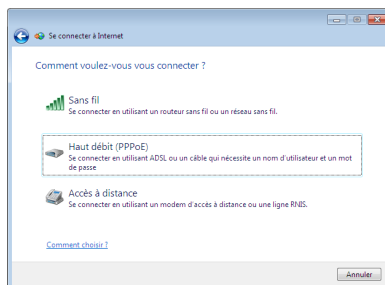 Se connecter à Internet
Comment voulez-vous vous connecter ?
Sans fil
Se connecter en utilisant un routeur sans fil ou un réseau sans fil.
Haut débit (PPPoE)
Se connecter en utilisant ADSL ou un câble qui nécessite un nom d'utilisateur et un mot
de passe
Accès à distance
Se connecter en utilisant un modem d'accès à distance ou une ligne RNIS.
Comment choisir ?
Annuler